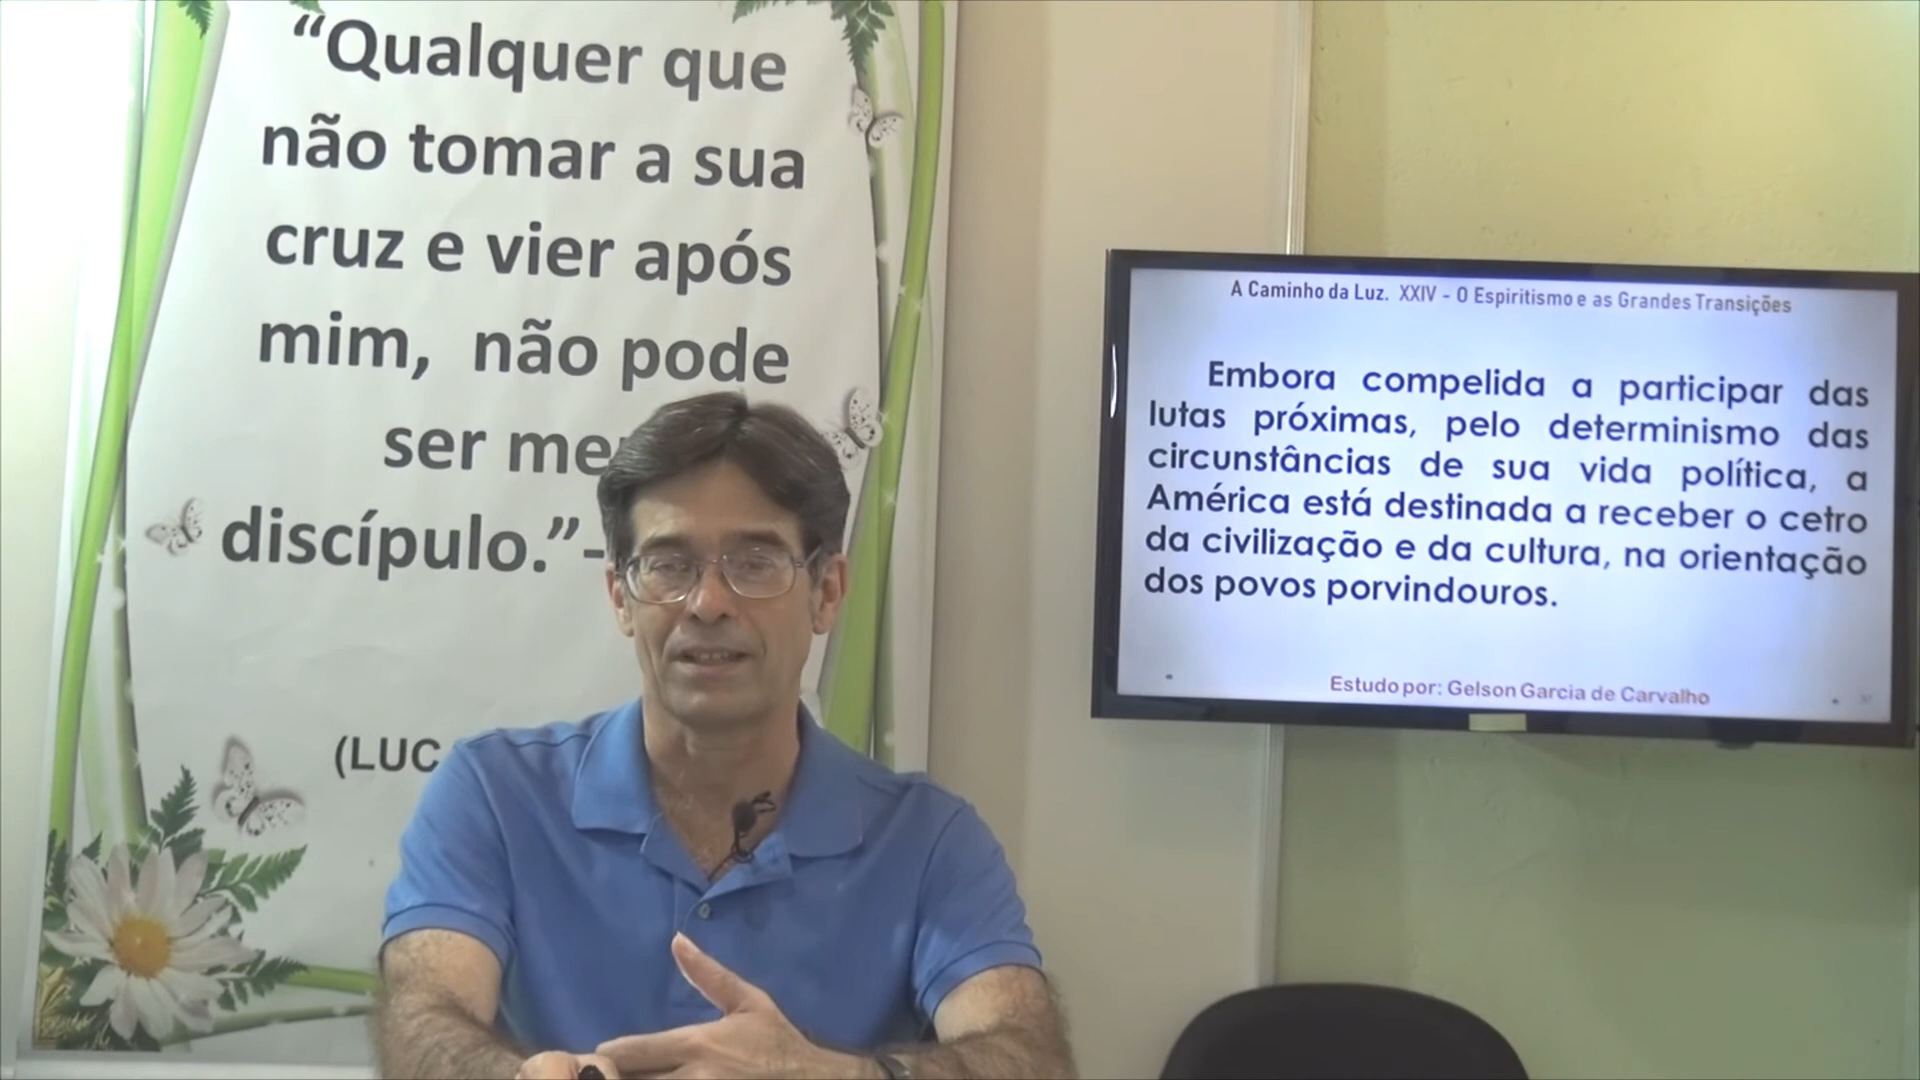 “Qualquer que
não tomar a sua
cruz e vier após
mim, não pode
ser me
discípulo.”-
(LUC
A Caminho da Luz. XXIV - O Espiritismo e as Grandes Transições
Embora compelida a participar das
lutas próximas, pelo determinismo das
circunstâncias de sua vida política, a
América está destinada a receber o cetro
da civilização e da cultura, na orientação
dos povos porvindouros.
Estudo por: Gelson Garcia de Carvalho